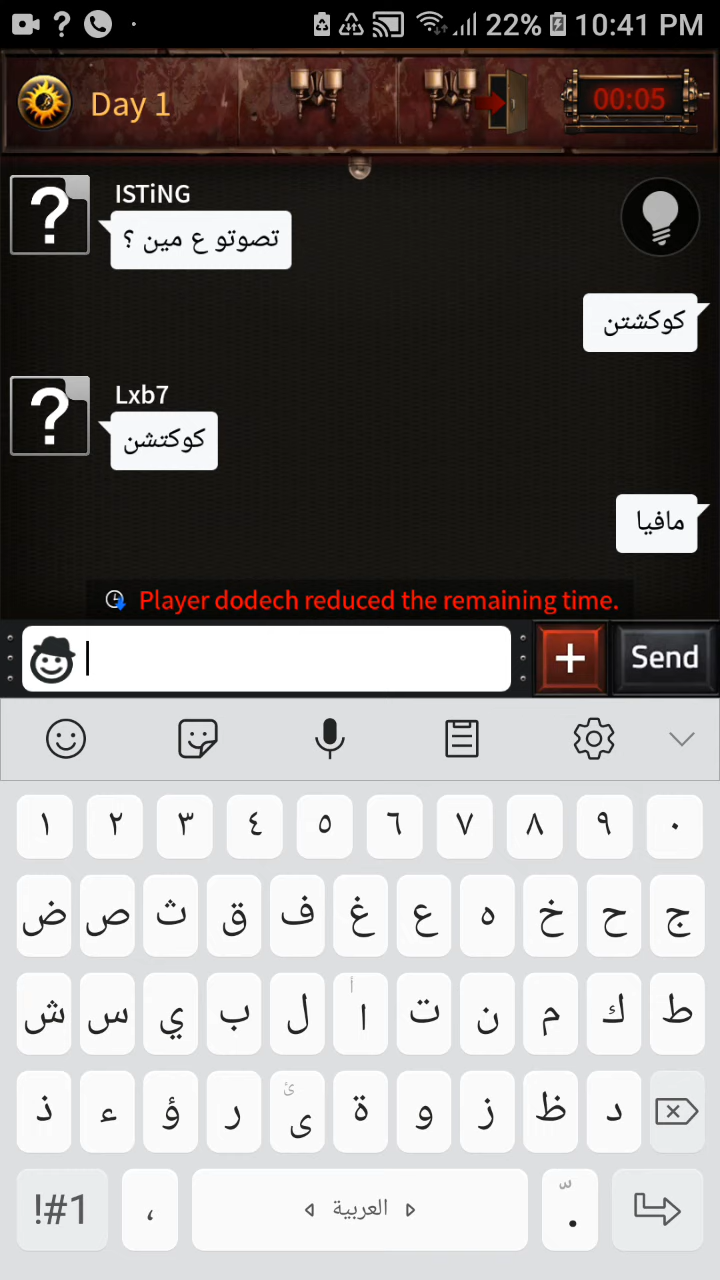 22% 10:41 PM
Day 1
00:05
ISTiNG
تصوتو ع مين ؟
كوكشتن
Lxb7
كوكتشن
مافيا
Player dodech reduced the remaining time.
Send
١ ٢ ٣ ٤ ٥ ٦ ٧ ٨ ٩ ٠
ض ص ث ق ف غ ع ه خ ح ج
ش س ي ب ل ا أ ت ن م ك ط
ذ ء ؤ ر ى ئ ة و ز ظ د
!#1 ، العربية .